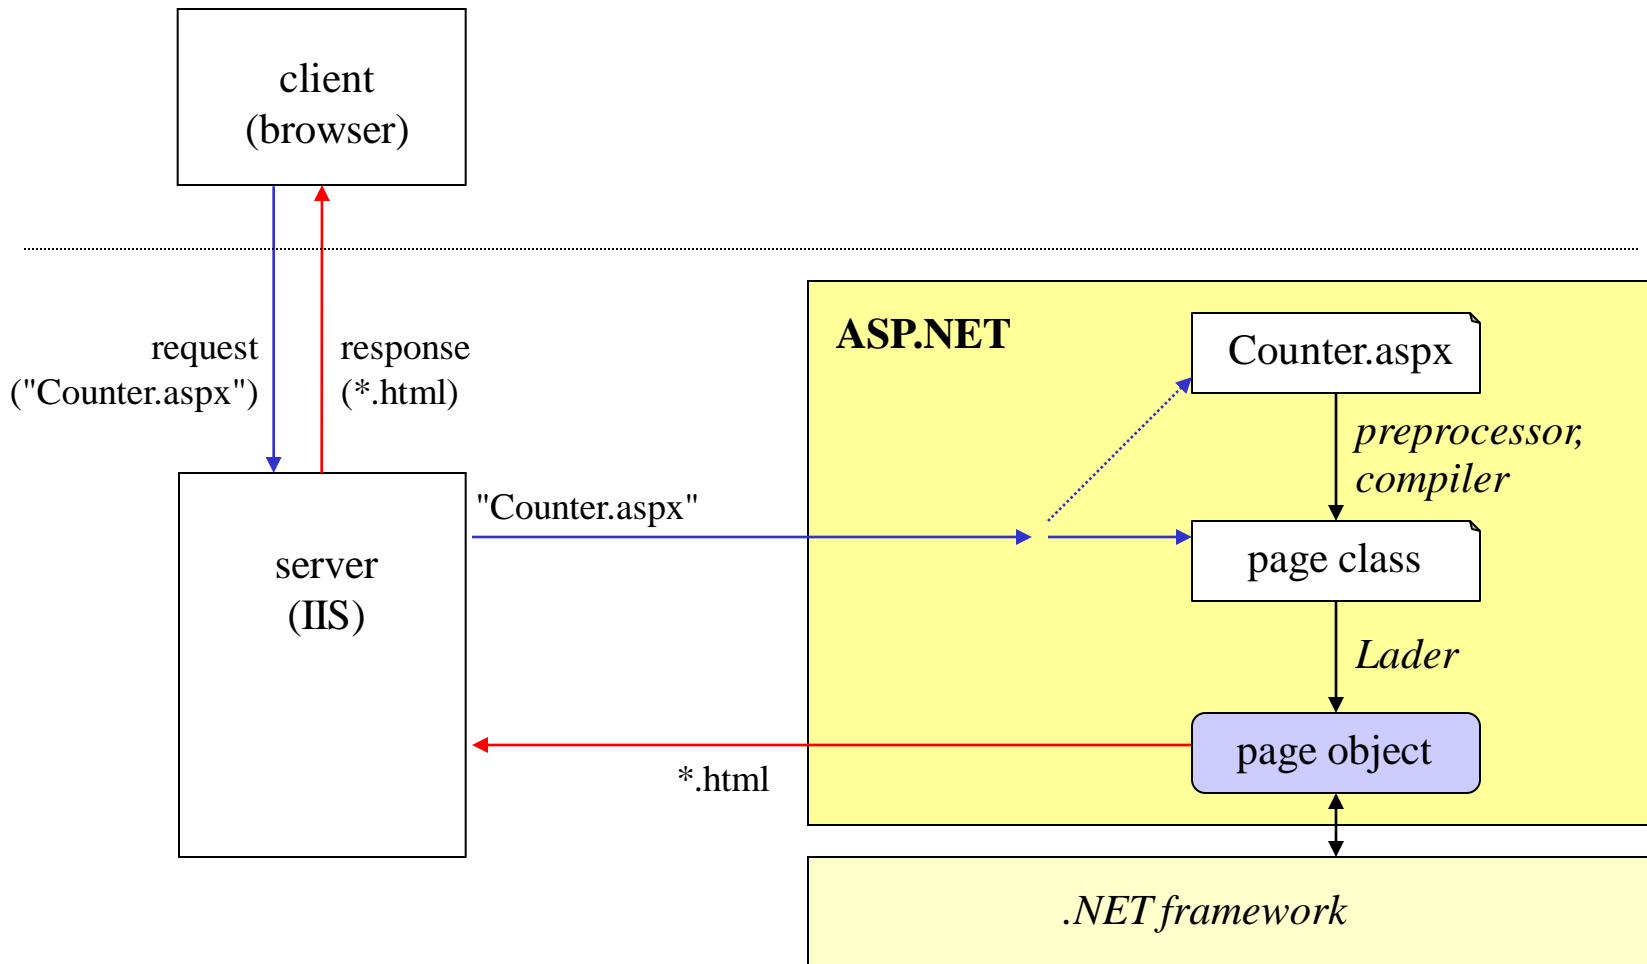 client
(browser)
request
("Counter.aspx")
response
(*.html)
ASP.NET
Counter.aspx
preprocessor,
compiler
"Counter.aspx"
server
(IIS)
page class
Lader
page object
*.html
.NET framework